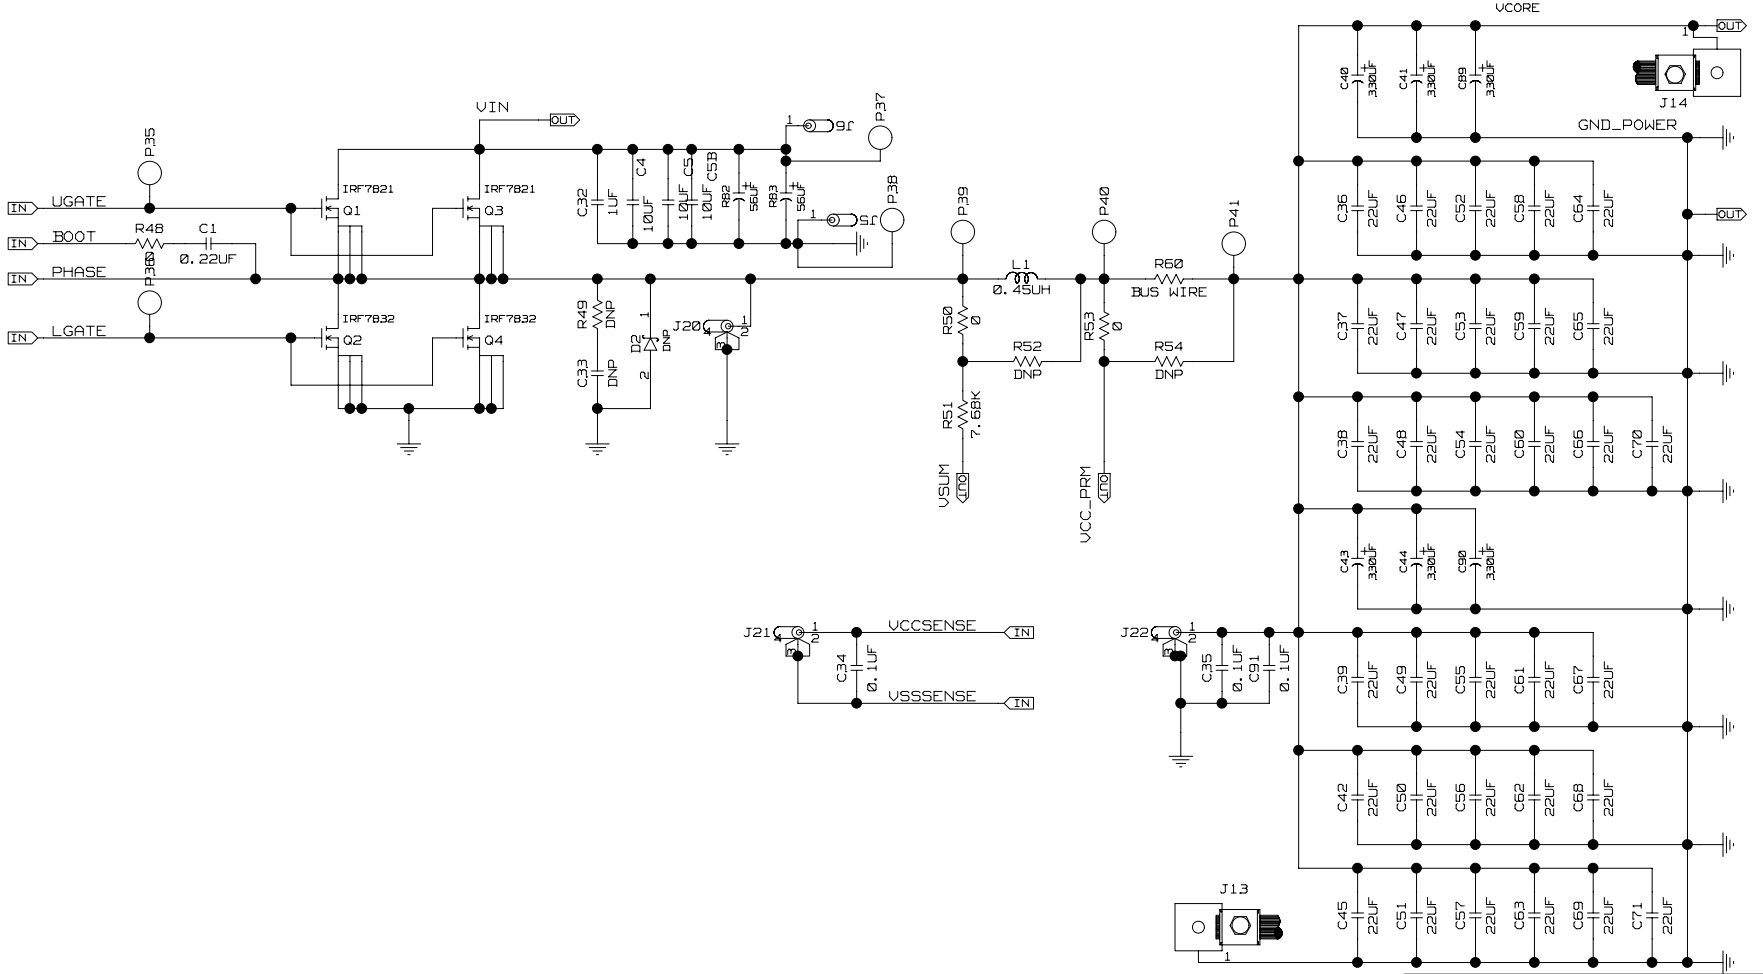 VCORE
OUT
1
C40
330UF
C41
330UF
C89
330UF
J14
GND_POWER
VIN
OUT
P35
IRF7821
Q1
IRF7821
Q3
IN
UGATE
IN
BOOT
R48
0
C1
0.22UF
IN
PHASE
P36
IN
LGATE
IRF7832
Q2
IRF7832
Q4
C32
1UF
C4
10UF
C5
10UF
C5B
10UF
R82
56UF
R83
56UF
1
J6
P37
1
J5
P38
R49
DNP
C33
DNP
D2
DNP
1
2
J20
1
2
3
4
P39
L1
0.45UH
P40
R60
BUS WIRE
P41
R50
0
R52
DNP
R53
0
R54
DNP
R51
7.68K
VSUM
OUT
VCC_PRM
OUT
C36
22UF
C46
22UF
C52
22UF
C58
22UF
C64
22UF
OUT
C37
22UF
C47
22UF
C53
22UF
C59
22UF
C65
22UF
C38
22UF
C48
22UF
C54
22UF
C60
22UF
C66
22UF
C70
22UF
C43
330UF
C44
330UF
C90
330UF
J21
1
2
3
4
VCCSENSE
IN
C34
0.1UF
VSSSENSE
IN
J22
1
2
3
4
C35
0.1UF
C91
0.1UF
C39
22UF
C49
22UF
C55
22UF
C61
22UF
C67
22UF
C42
22UF
C50
22UF
C56
22UF
C62
22UF
C68
22UF
J13
1
C45
22UF
C51
22UF
C57
22UF
C63
22UF
C69
22UF
C71
22UF